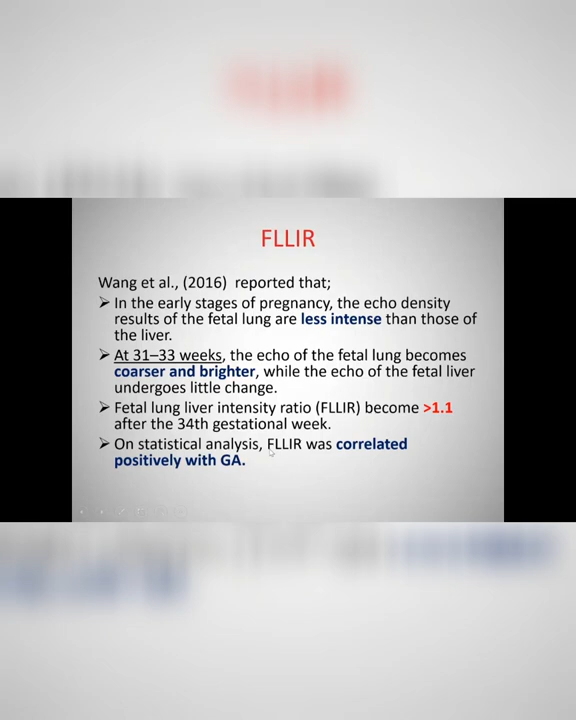 FLLIR
Wang et al., (2016) reported that;
➢ In the early stages of pregnancy, the echo density
results of the fetal lung are less intense than those of
the liver.
➢ At 31–33 weeks, the echo of the fetal lung becomes
coarser and brighter, while the echo of the fetal liver
undergoes little change.
➢ Fetal lung liver intensity ratio (FLLIR) become >1.1
after the 34th gestational week.
➢ On statistical analysis, FLLIR was correlated
positively with GA.